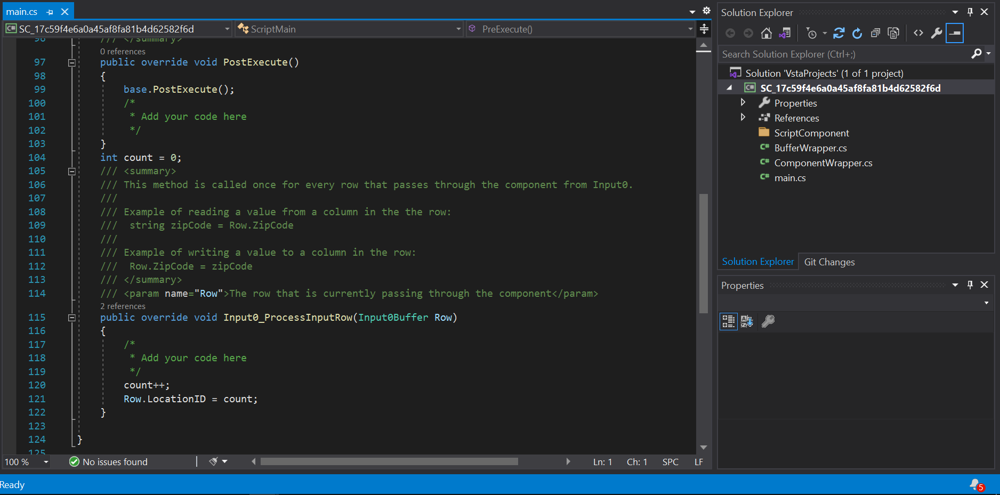 main.cs
SC_17c59f4e6a0a45af8fa81b4d62582f6d
ScriptMain
PreExecute()
96 /// </summary>
0 references
97 public override void PostExecute()
98 {
99 base.PostExecute();
100 /*
101 * Add your code here
102 */
103 }
104 int count = 0;
105 /// <summary>
106 /// This method is called once for every row that passes through the component from Input0.
107 ///
108 /// Example of reading a value from a column in the the row:
109 /// string zipCode = Row.ZipCode
110 ///
111 /// Example of writing a value to a column in the row:
112 /// Row.ZipCode = zipCode
113 /// </summary>
114 /// <param name="Row">The row that is currently passing through the component</param>
2 references
115 public override void Input0_ProcessInputRow(Input0Buffer Row)
116 {
117 /*
118 * Add your code here
119 */
120 count++;
121 Row.LocationID = count;
122 }
123
124 }
125
100 %
No issues found
Ln: 1 Ch: 1 SPC LF
Ready
Solution Explorer
Search Solution Explorer (Ctrl+;)
Solution 'VstaProjects' (1 of 1 project)
C# SC_17c59f4e6a0a45af8fa81b4d62582f6d
Properties
References
ScriptComponent
C# BufferWrapper.cs
C# ComponentWrapper.cs
C# main.cs
Solution Explorer Git Changes
Properties
5